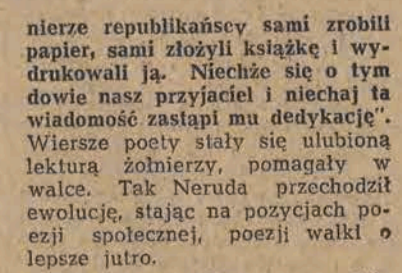 nierze republikańscy sami zrobili
papier, sami złożyli książkę i wy-
drukowali ją. Niechże się o tym
dowie nasz przyjaciel i niechaj ta
wiadomość zastąpi mu dedykację”.
Wiersze poety stały się ulubioną
lekturą żołnierzy, pomagały w
walce. Tak Neruda przechodził
ewolucję, stając na pozycjach po-
ezji społecznej, poezji walki o
lepsze jutro.